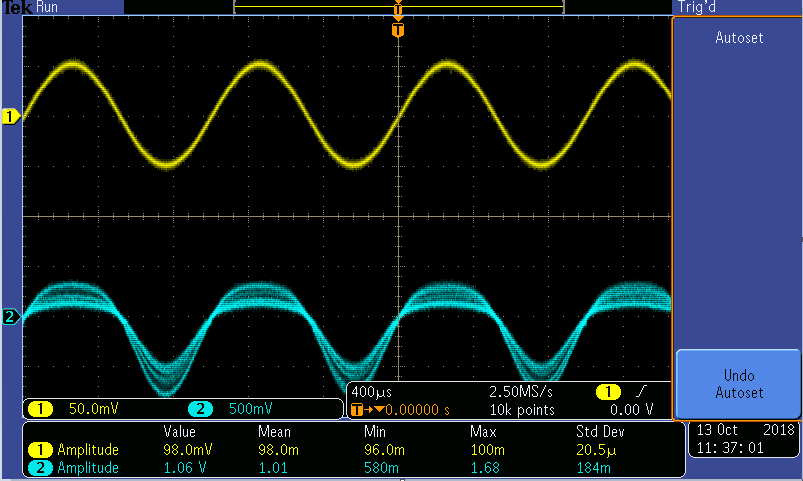 Tek Run Trig'd
T
T
Autoset
1
2
Undo
Autoset
1 50.0mV 2 500mV
400µs 2.50MS/s 1
T→▼0.00000 s 10k points 0.00 V
Value Mean Min Max Std Dev
1 Amplitude 98.0mV 98.0m 96.0m 100m 20.5µ
2 Amplitude 1.06 V 1.01 580m 1.68 184m
13 Oct 2018
11:37:01